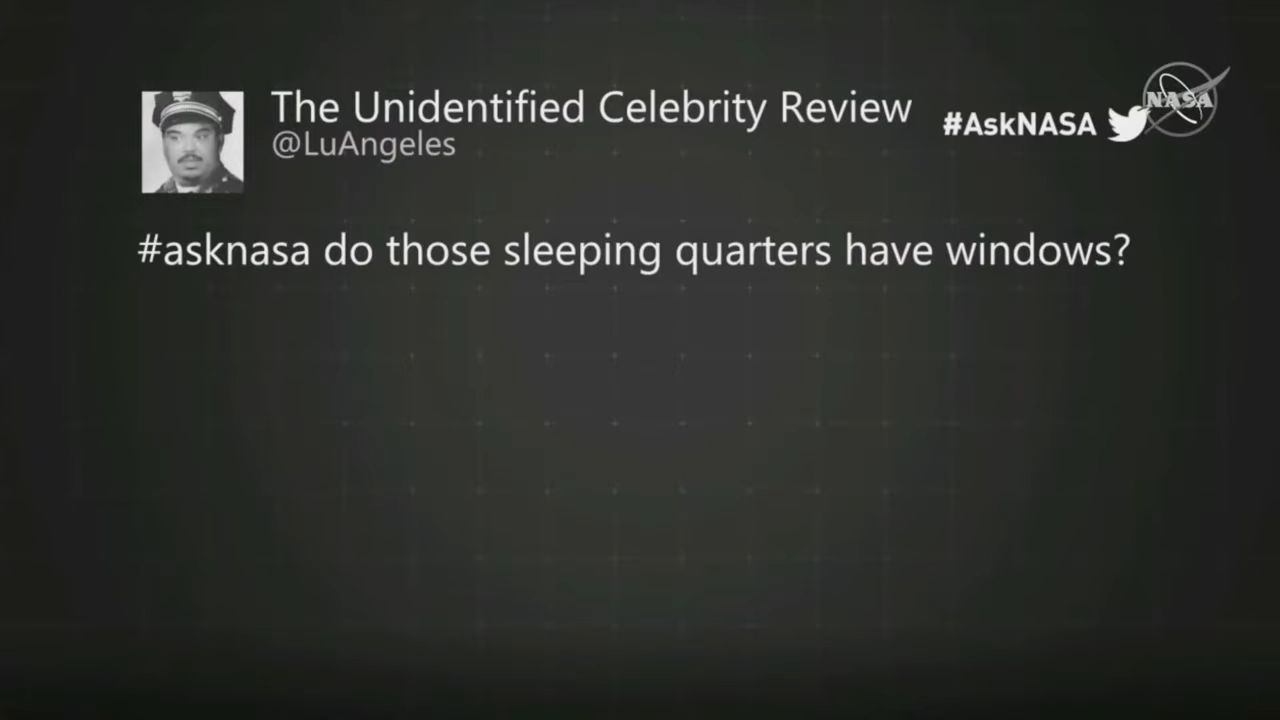 The Unidentified Celebrity Review
@LuAngeles
#AskNASA
NASA
#asknasa do those sleeping quarters have windows?